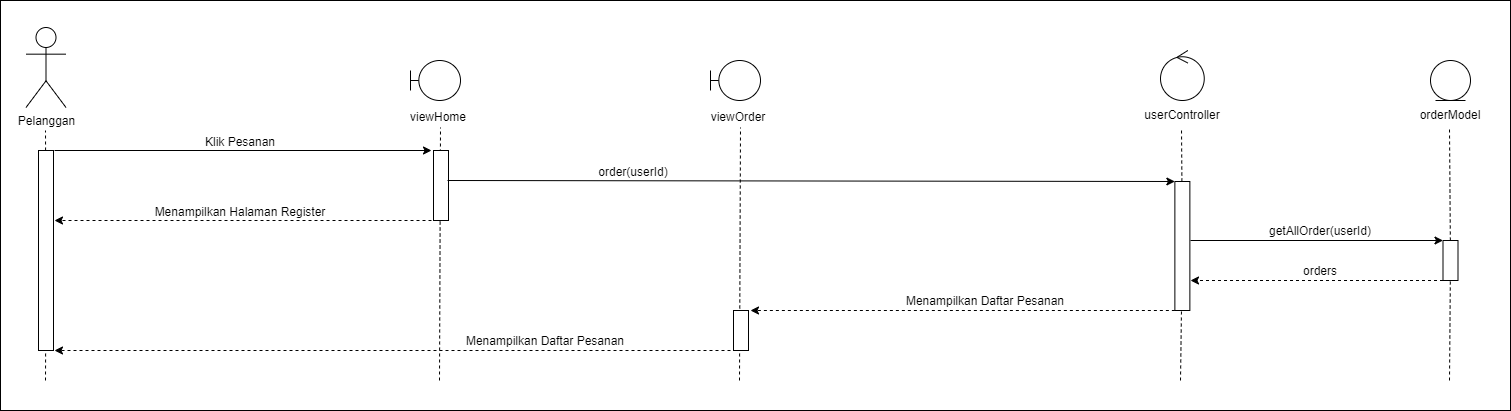 Pelanggan
viewHome
viewOrder
userController
orderModel
Klik Pesanan
order(userId)
Menampilkan Halaman Register
getAllOrder(userId)
orders
Menampilkan Daftar Pesanan
Menampilkan Daftar Pesanan